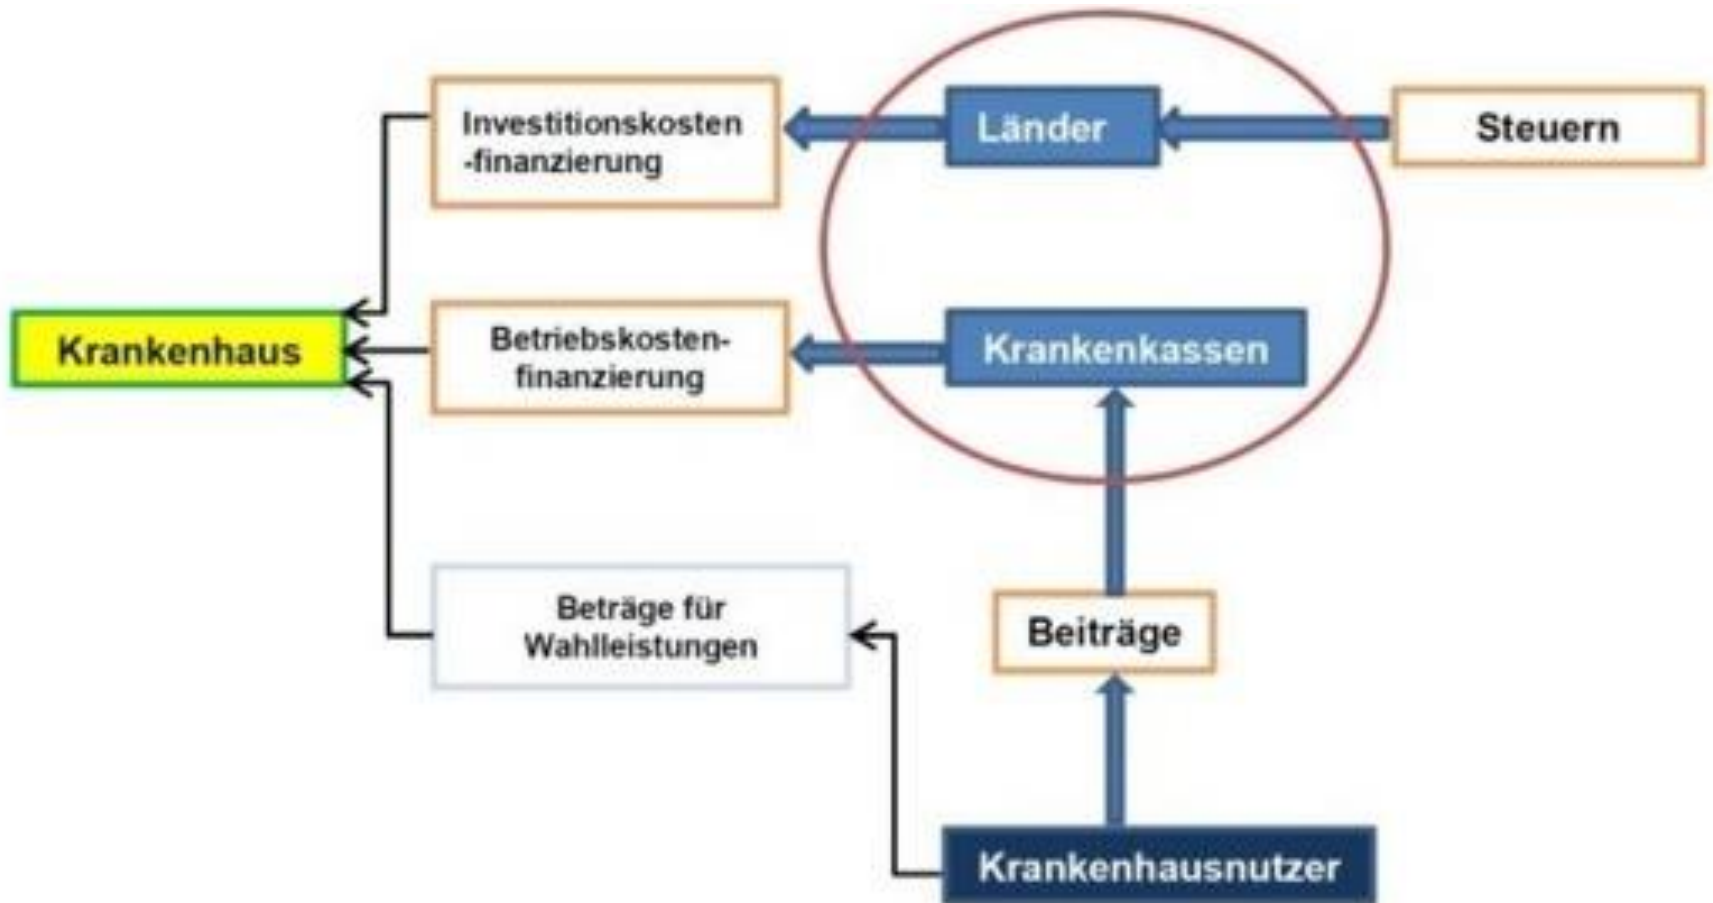 Investitionskosten
-finanzierung
Länder
Steuern
Krankenhaus
Betriebskosten-
finanzierung
Krankenkassen
Beträge für
Wahlleistungen
Beiträge
Krankenhausnutzer